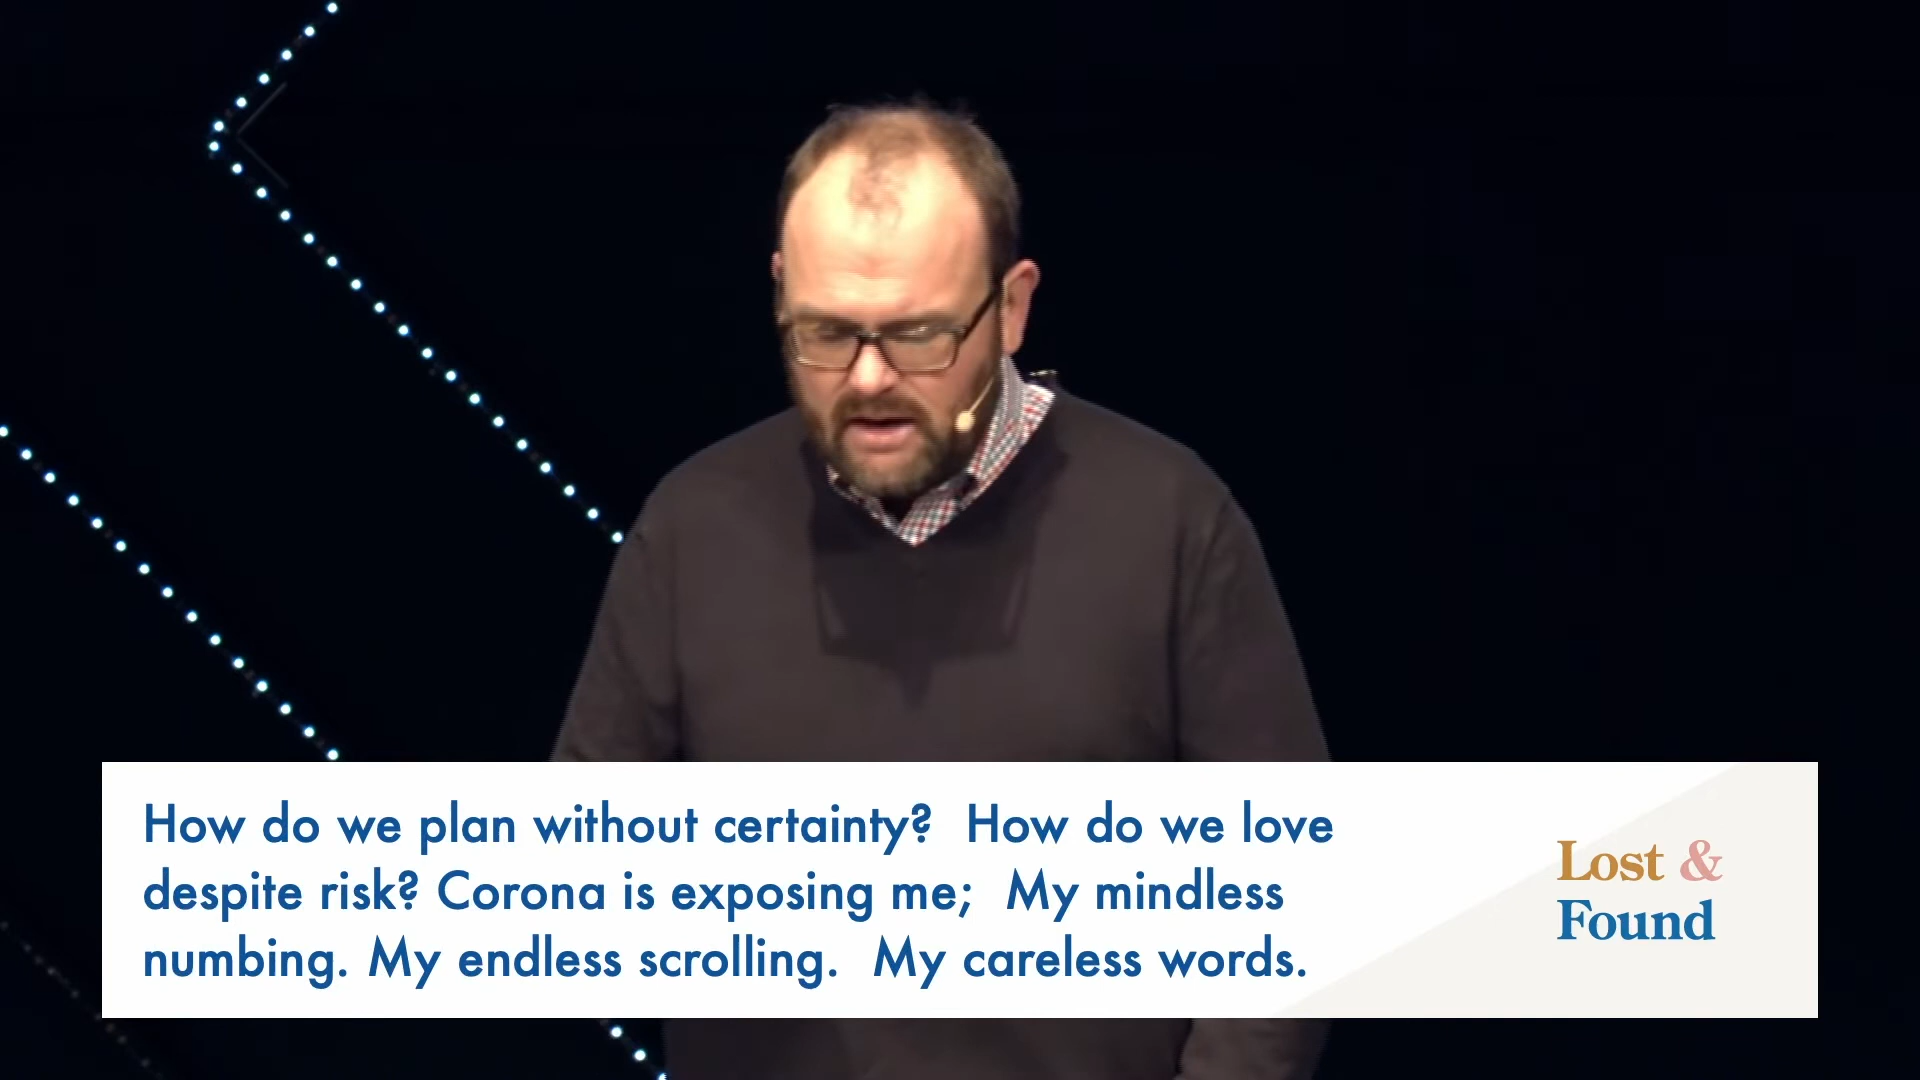 How do we plan without certainty?  How do we love
despite risk? Corona is exposing me;  My mindless
numbing. My endless scrolling.  My careless words.
Lost &
Found